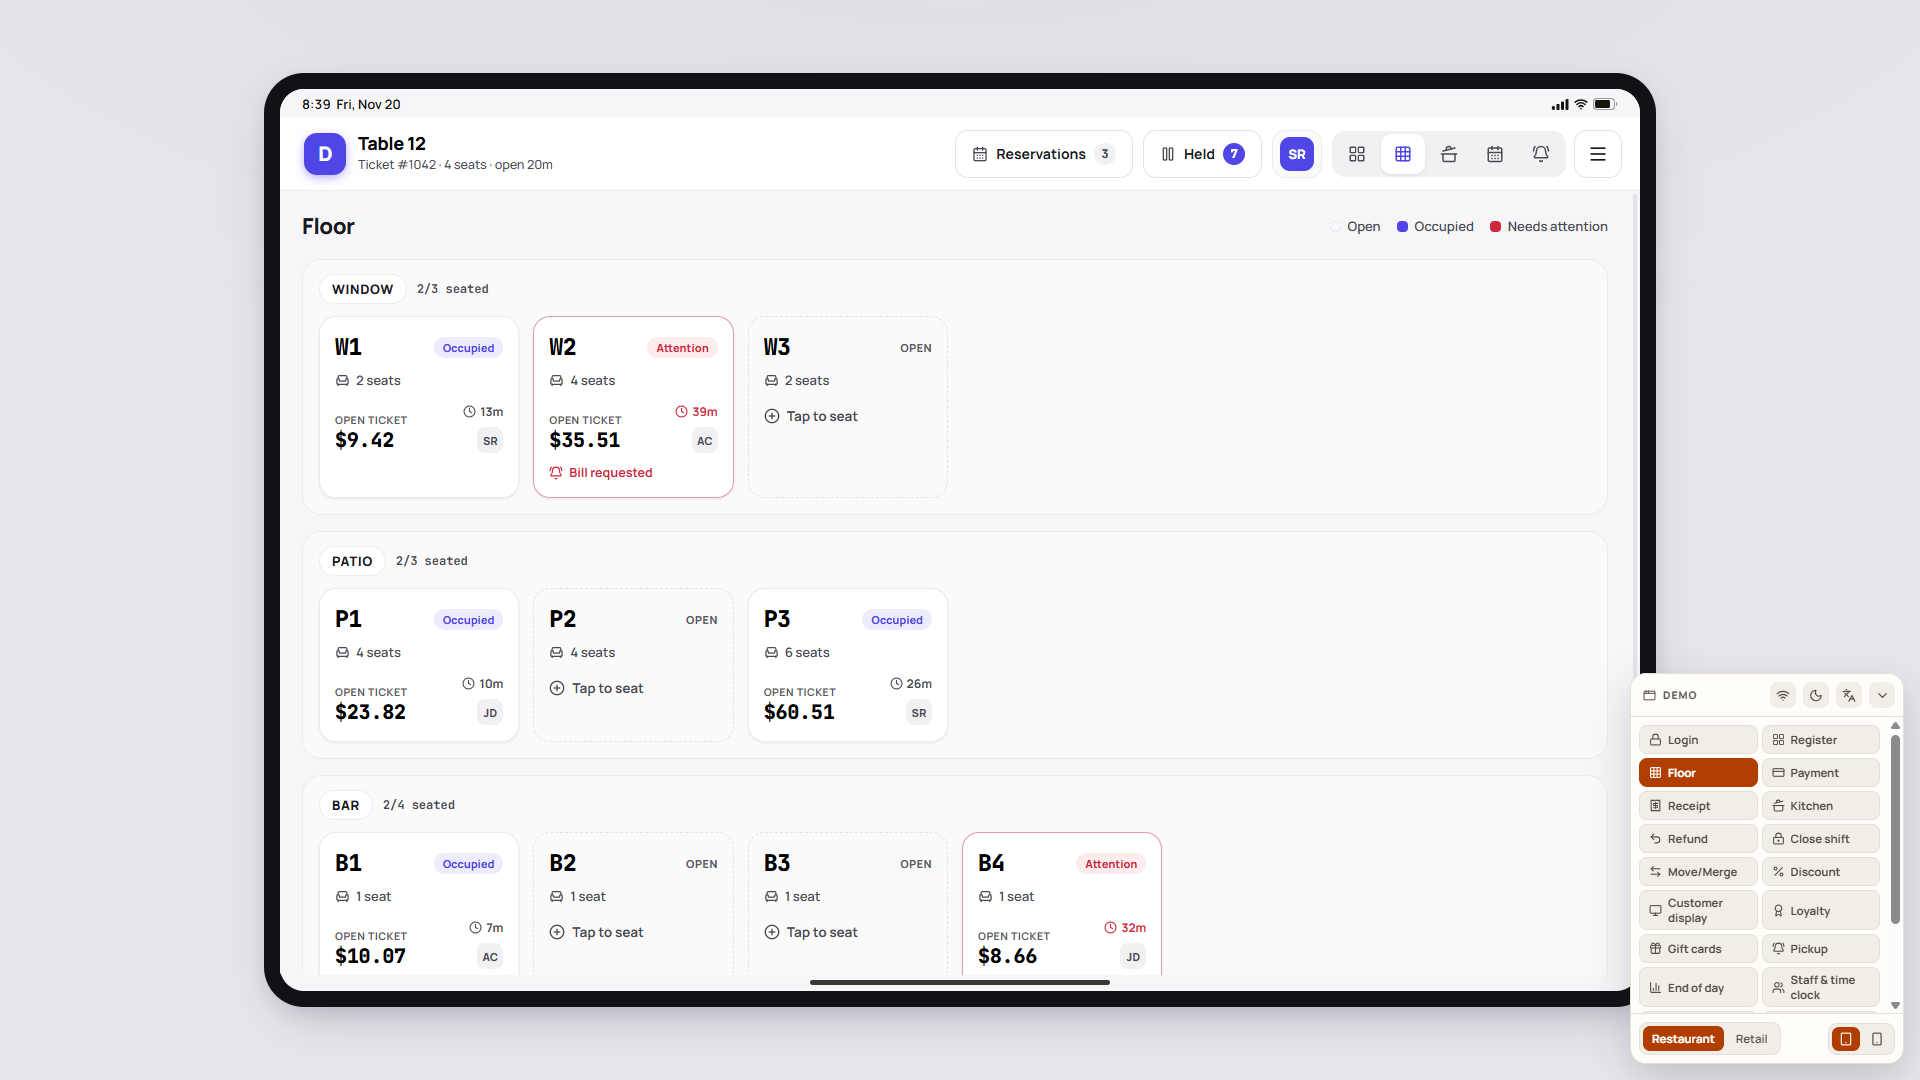 8:39 Fri, Nov 20
D
Table 12
Ticket #1042 · 4 seats · open 20m
Reservations 3
Held 7
SR
Floor
Open
Occupied
Needs attention
WINDOW 2/3 seated
W1 Occupied
2 seats
13m
OPEN TICKET
$9.42 SR
W2 Attention
4 seats
39m
OPEN TICKET
$35.51 AC
Bill requested
W3 OPEN
2 seats
Tap to seat
PATIO 2/3 seated
P1 Occupied
4 seats
10m
OPEN TICKET
$23.82 JD
P2 OPEN
4 seats
Tap to seat
P3 Occupied
6 seats
26m
OPEN TICKET
$60.51 SR
BAR 2/4 seated
B1 Occupied
1 seat
7m
OPEN TICKET
$10.07 AC
B2 OPEN
1 seat
Tap to seat
B3 OPEN
1 seat
Tap to seat
B4 Attention
1 seat
32m
OPEN TICKET
$8.66 JD
DEMO
Login
Register
Floor
Payment
Receipt
Kitchen
Refund
Close shift
Move/Merge
Discount
Customer
display
Loyalty
Gift cards
Pickup
End of day
Staff & time
clock
Restaurant
Retail